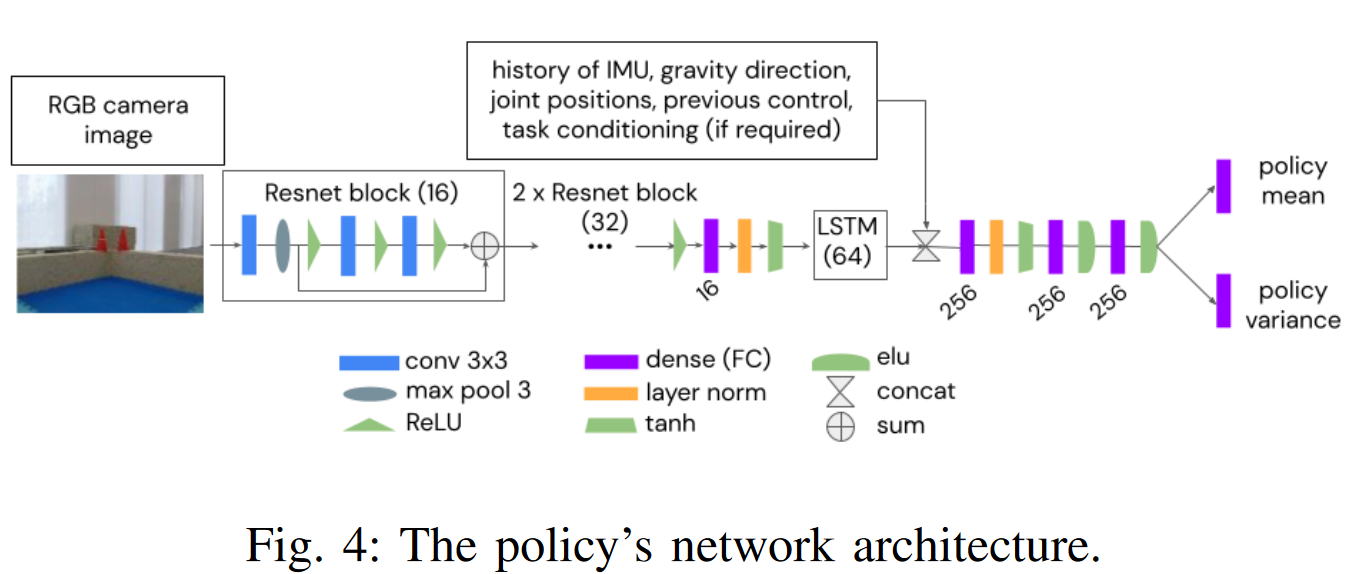 RGB camera
image
history of IMU, gravity direction,
joint positions, previous control,
task conditioning (if required)
Resnet block (16)
2 x Resnet block
(32)
...
16
LSTM
(64)
256
256
256
policy
mean
policy
variance
conv 3x3
max pool 3
ReLU
dense (FC)
layer norm
tanh
elu
concat
sum
Fig. 4: The policy's network architecture.